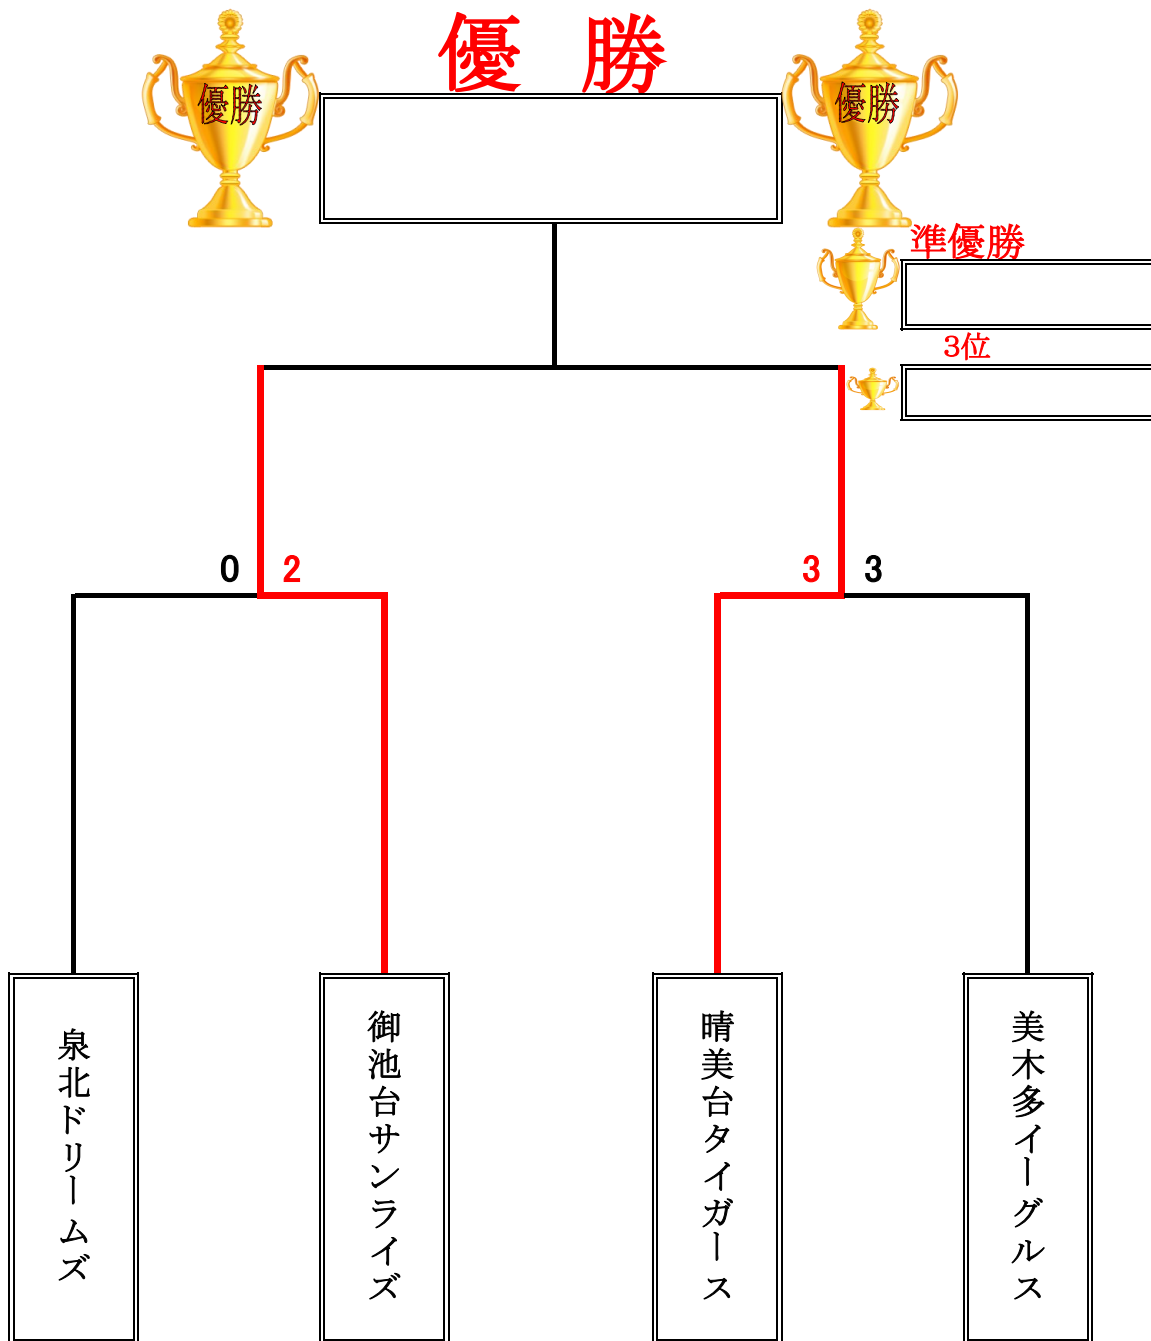 優 勝
優勝
優勝
準優勝
3位
0 2
3 3
泉北ドリームズ
御池台サンライズ
晴美台タイガース
美木多イーグルス